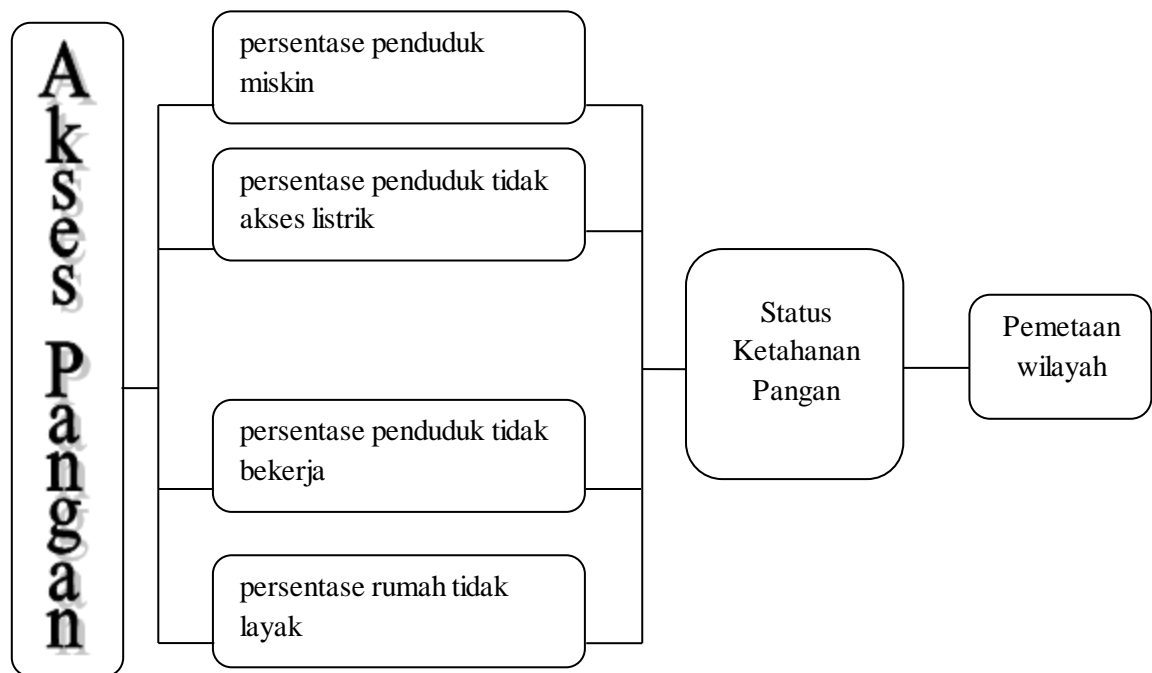 Akses Pangan
persentase penduduk
miskin
persentase penduduk tidak
akses listrik
persentase penduduk tidak
bekerja
persentase rumah tidak
layak
Status
Ketahanan
Pangan
Pemetaan
wilayah